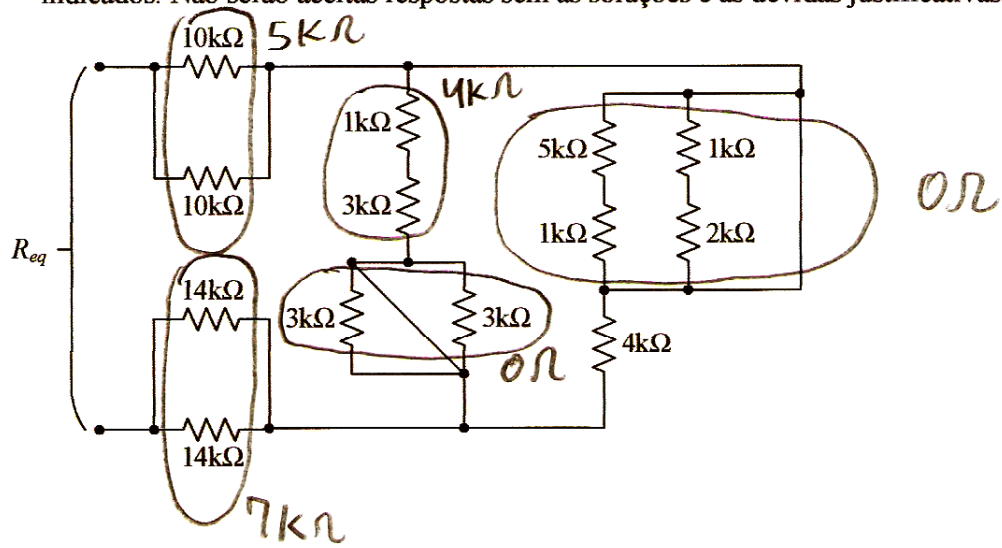 indicados. Não serão aceitas respostas sem as soluções e as devidas justificativas
10kΩ 5KΩ
4KΩ
1kΩ
5kΩ 1kΩ
10kΩ 3kΩ
0Ω
1kΩ 2kΩ
Req
14kΩ
3kΩ 3kΩ
4kΩ
0Ω
14kΩ
7KΩ